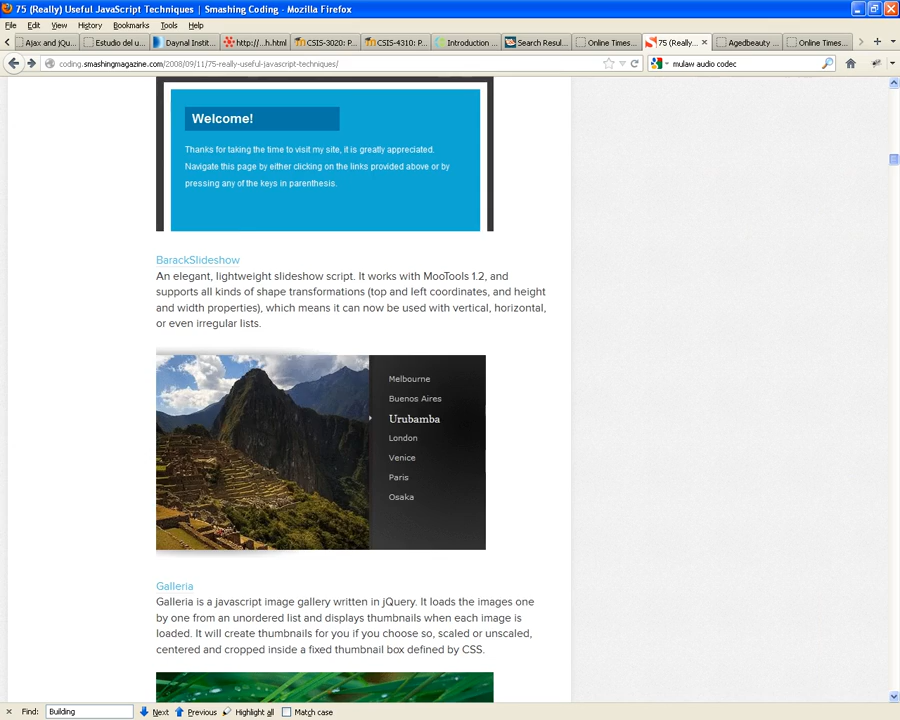 75 (Really) Useful JavaScript Techniques | Smashing Coding - Mozilla Firefox
File Edit View History Bookmarks Tools Help
Ajax and jQu... Estudio del u... Daynal Instit... http://...h.html CSIS-3020: P... CSIS-4310: P... Introduction ... Search Resul... Online Times... 75 (Really... Agedbeauty ... Online Times...
coding.smashingmagazine.com/2008/09/11/75-really-useful-javascript-techniques/ mulaw audio codec
Welcome!
Thanks for taking the time to visit my site, it is greatly appreciated.
Navigate this page by either clicking on the links provided above or by
pressing any of the keys in parenthesis.
BarackSlideshow
An elegant, lightweight slideshow script. It works with MooTools 1.2, and
supports all kinds of shape transformations (top and left coordinates, and height
and width properties), which means it can now be used with vertical, horizontal,
or even irregular lists.
Melbourne
Buenos Aires
Urubamba
London
Venice
Paris
Osaka
Galleria
Galleria is a javascript image gallery written in jQuery. It loads the images one
by one from an unordered list and displays thumbnails when each image is
loaded. It will create thumbnails for you if you choose so, scaled or unscaled,
centered and cropped inside a fixed thumbnail box defined by CSS.
Find: Building Next Previous Highlight all Match case